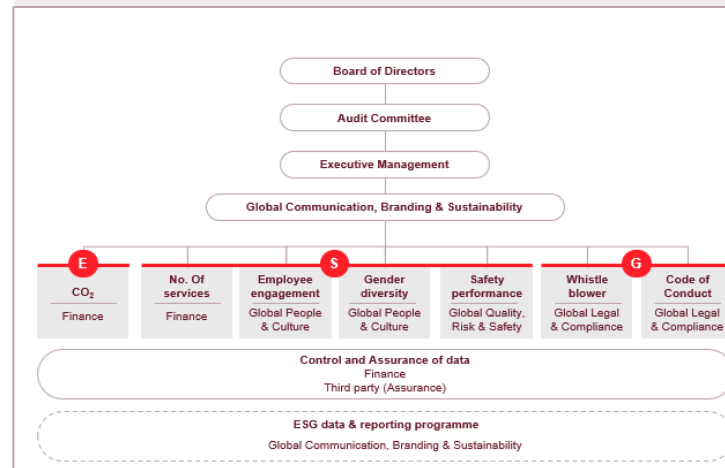 Board of Directors
Audit Committee
Executive Management
Global Communication, Branding & Sustainability
E
S
G
CO₂
Finance
No. Of
services
Finance
Employee
engagement
Global People
& Culture
Gender
diversity
Global People
& Culture
Safety
performance
Global Quality,
Risk & Safety
Whistle
blower
Global Legal
& Compliance
Code of
Conduct
Global Legal
& Compliance
Control and Assurance of data
Finance
Third party (Assurance)
ESG data & reporting programme
Global Communication, Branding & Sustainability